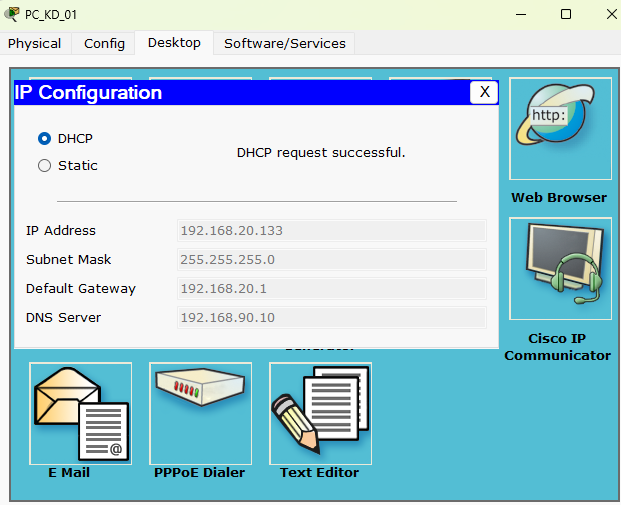 PC_KD_01
Physical Config Desktop Software/Services
IP Configuration X
DHCP
Static
DHCP request successful.
IP Address 192.168.20.133
Subnet Mask 255.255.255.0
Default Gateway 192.168.20.1
DNS Server 192.168.90.10
http:
Web Browser
Cisco IP
Communicator
@
E Mail
PPPoE Dialer
Text Editor